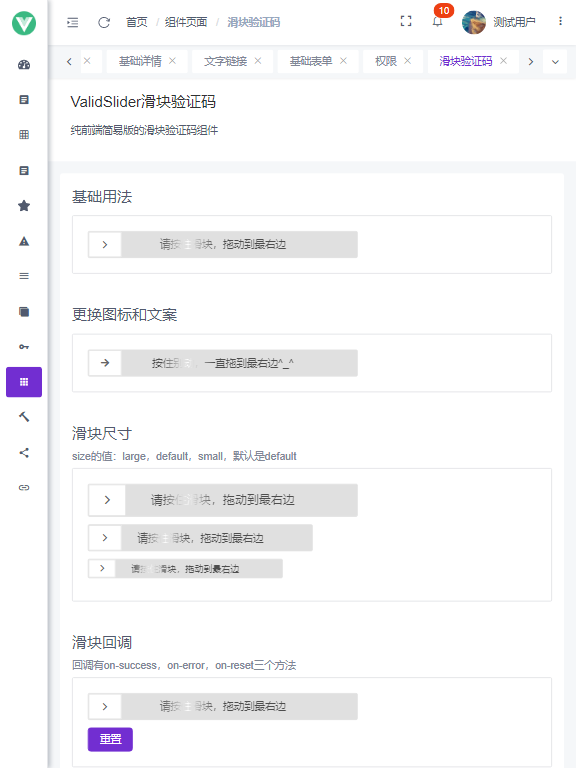 首页 / 组件页面 / 滑块验证码
10
测试用户
基础详情
文字链接
基础表单
权限
滑块验证码
ValidSlider滑块验证码
纯前端简易版的滑块验证码组件
基础用法
请按住滑块，拖动到最右边
更换图标和文案
按住别，一直拖到最右边^_^
滑块尺寸
size的值：large，default，small，默认是default
请按住滑块，拖动到最右边
请按住滑块，拖动到最右边
请按住滑块，拖动到最右边
滑块回调
回调有on-success，on-error，on-reset三个方法
请按住滑块，拖动到最右边
重置